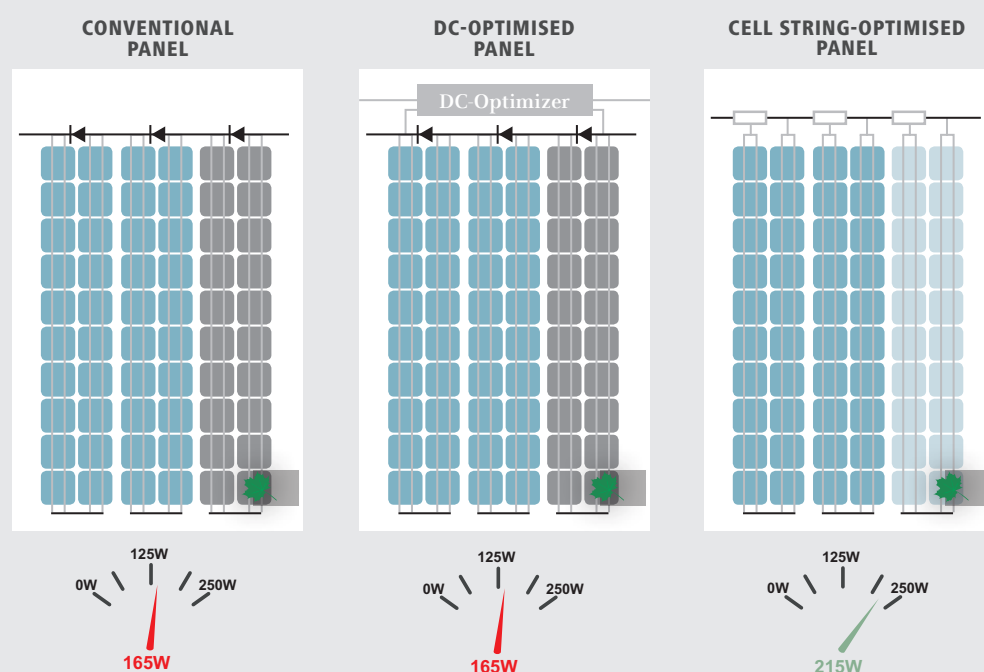 CONVENTIONAL
PANEL
DC-OPTIMISED
PANEL
CELL STRING-OPTIMISED
PANEL
DC-Optimizer
125W
0W
250W
165W
125W
0W
250W
165W
125W
0W
250W
215W